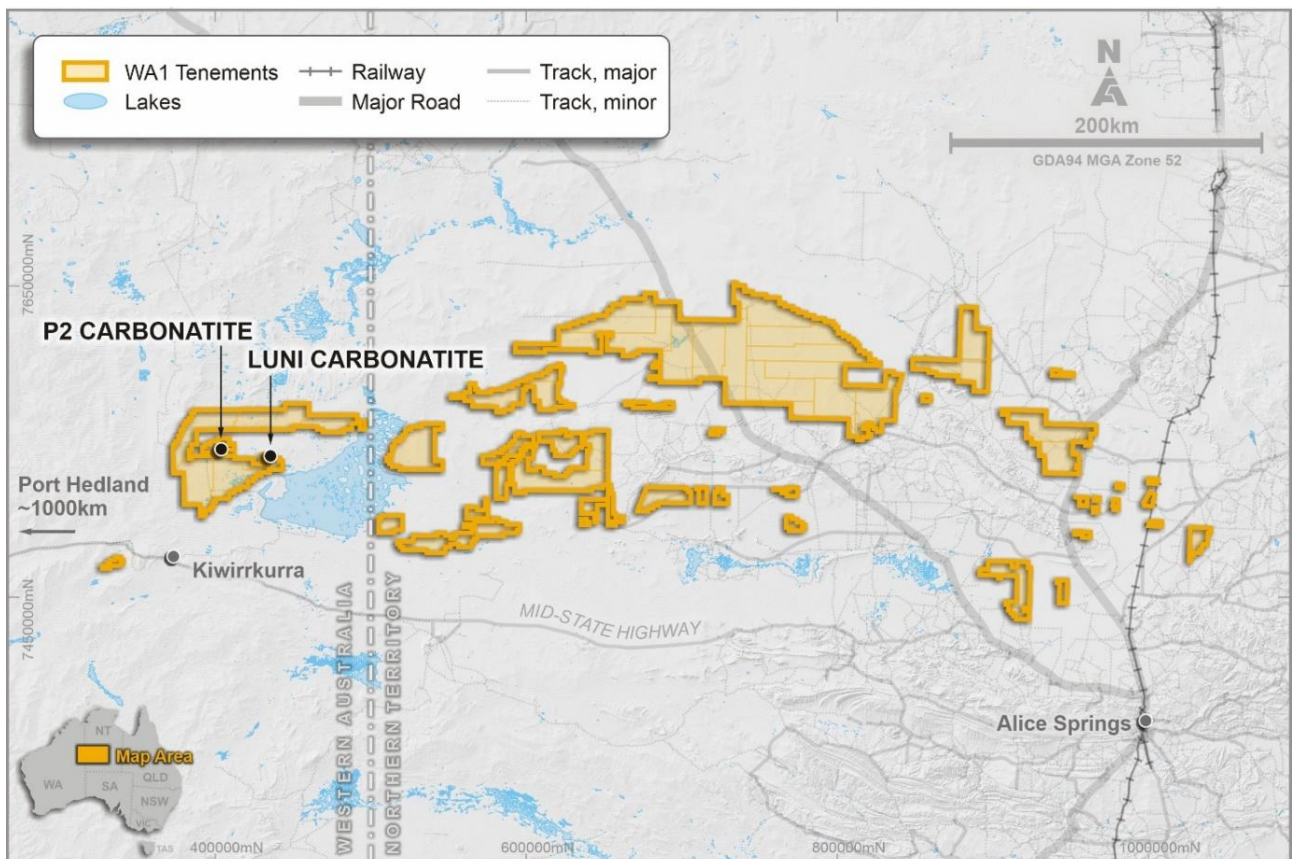 WA1 Tenements
Lakes
Railway
Major Road
Track, major
Track, minor
N
200km
GDA94 MGA Zone 52
7650000mN
P2 CARBONATITE
LUNI CARBONATITE
Port Hedland
~1000km
Kiwirrkurra
7450000mN
MID-STATE HIGHWAY
WESTERN AUSTRALIA
NORTHERN TERRITORY
Alice Springs
NT
Map Area
WA
SA
QLD
NSW
VIC
TAS
400000mN
600000mN
800000mN
1000000mN